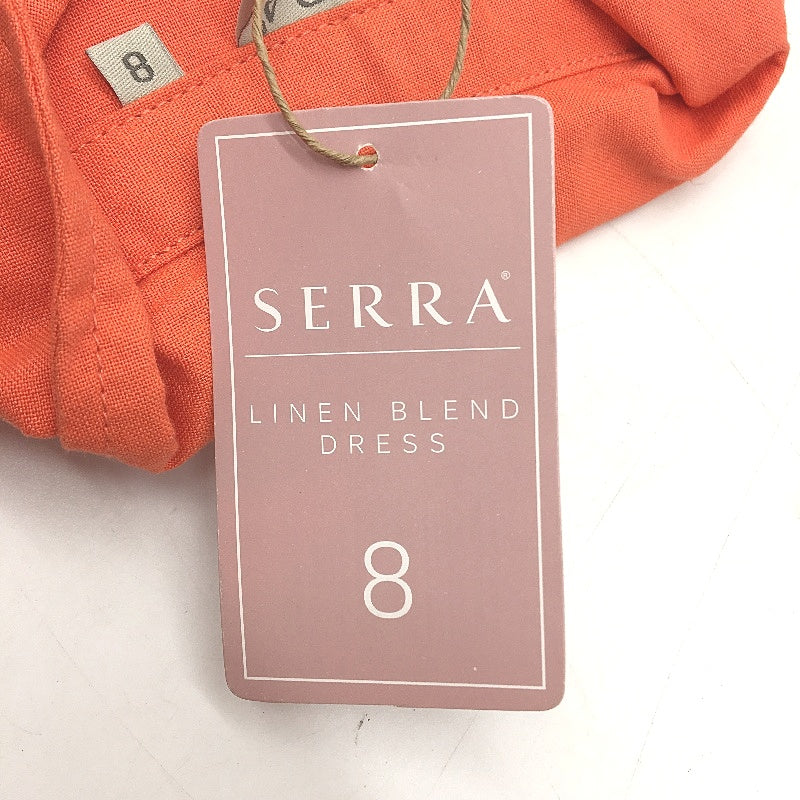 8
SERRA®
LINEN BLEND
DRESS
8